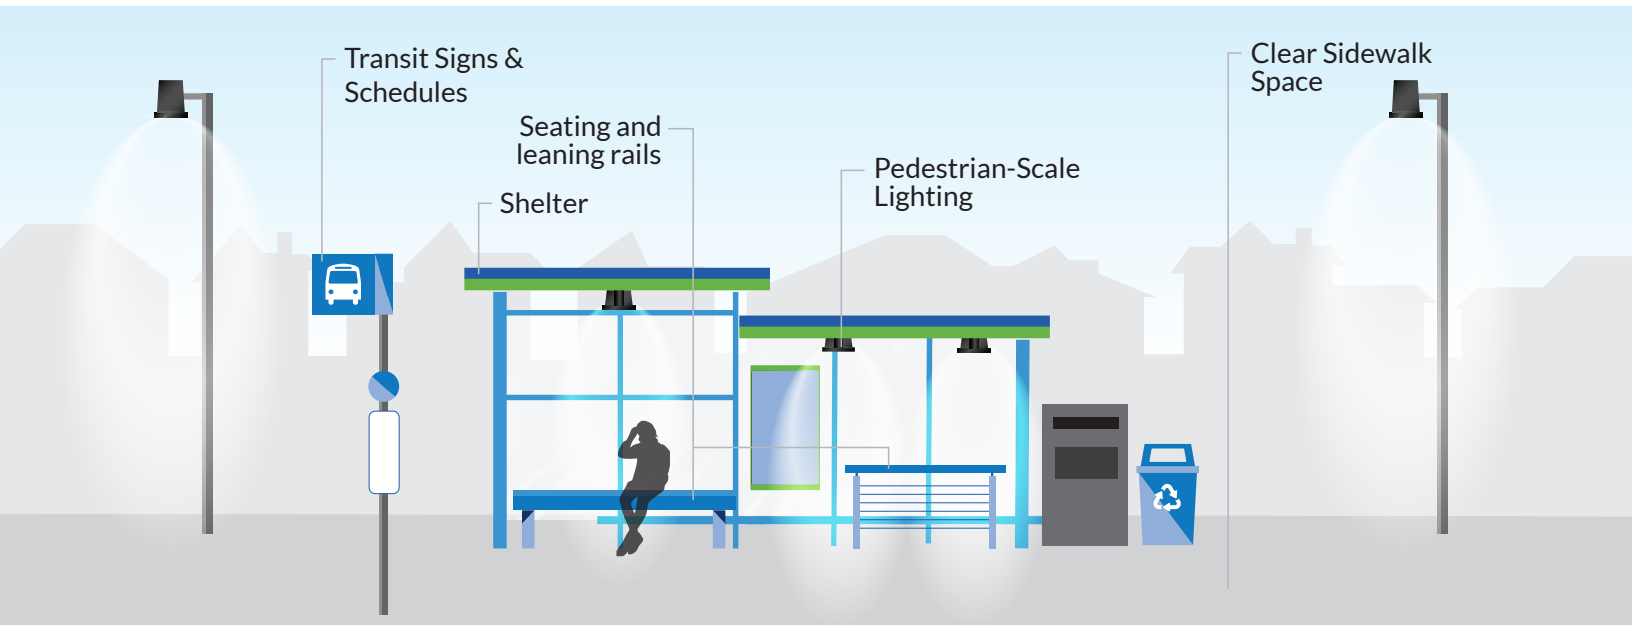 Transit Signs &
Schedules
Seating and
leaning rails
Shelter
Pedestrian-Scale
Lighting
Clear Sidewalk
Space